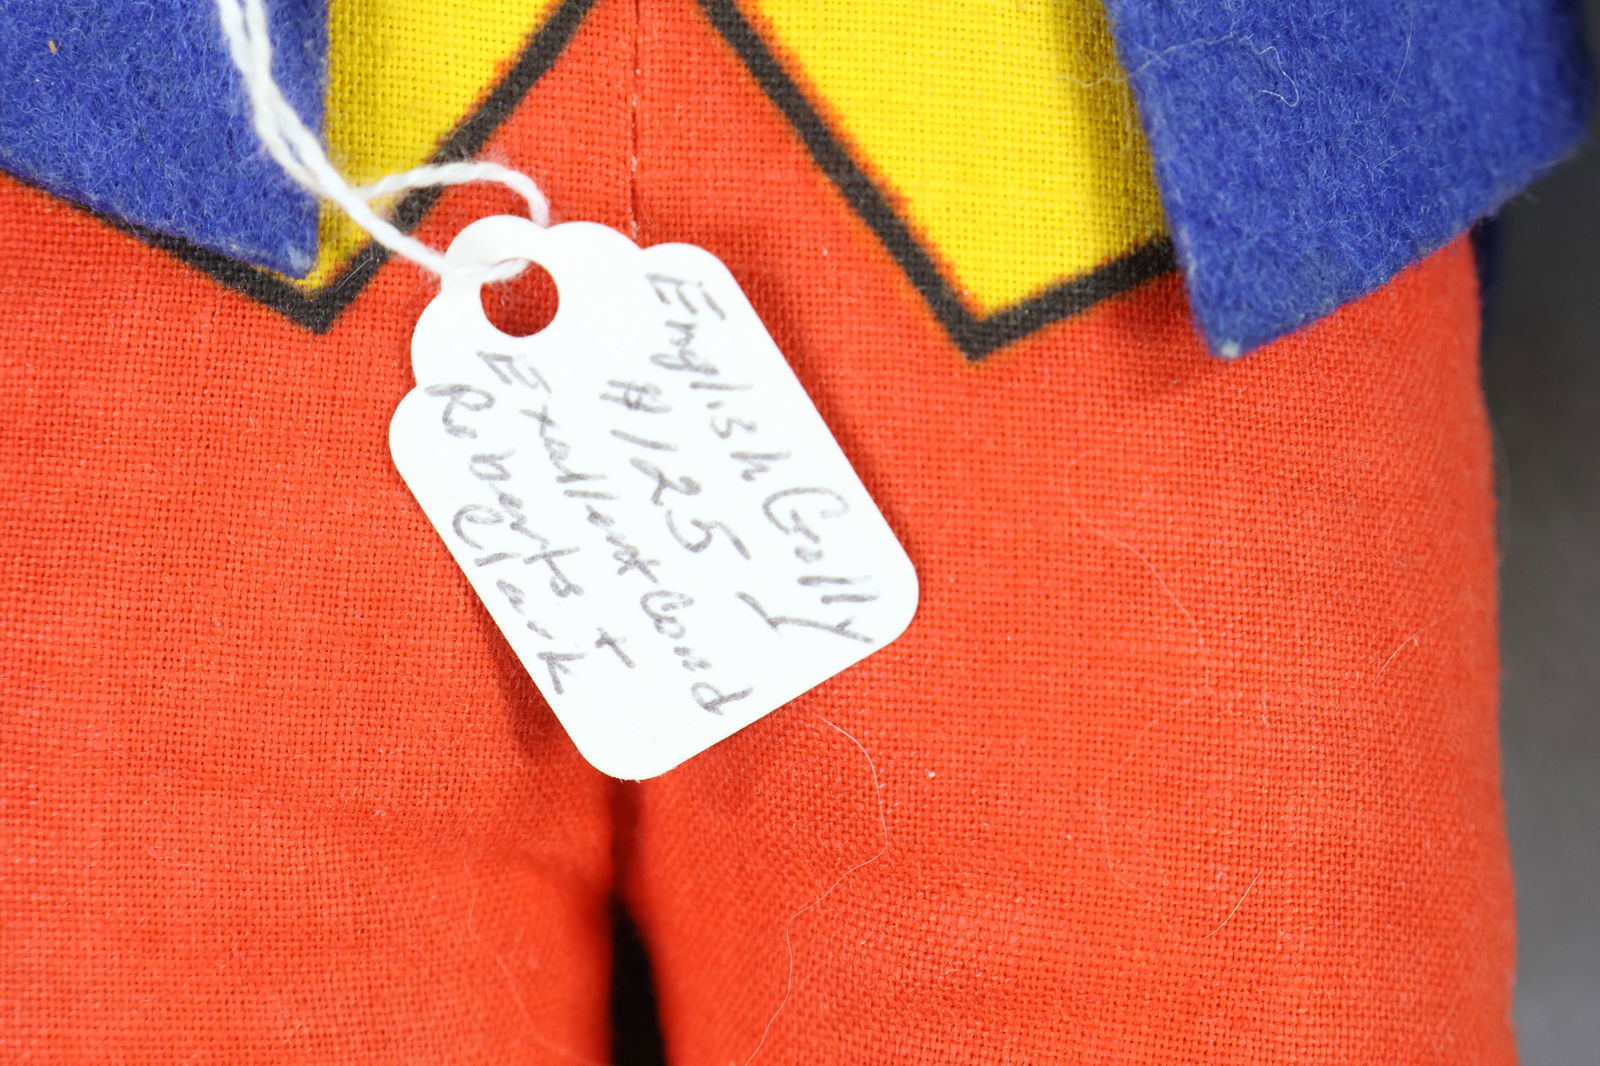 English Golly
#125-
Excellent Cond
Roberts +
Clark